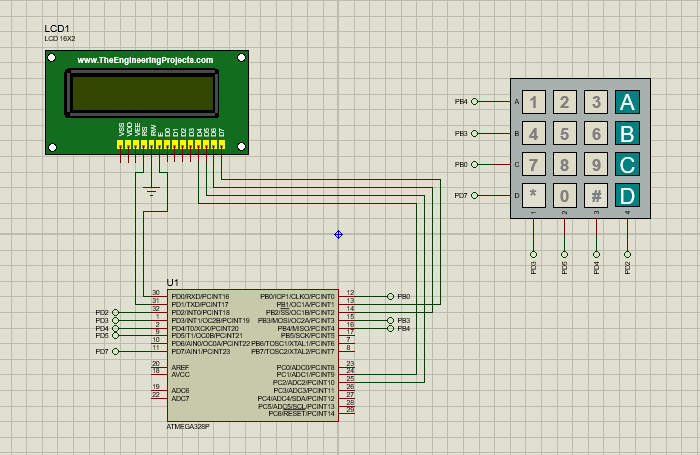 LCD1
LCD 16X2
www.TheEngineeringProjects.com
VSS VDD VEE RS RW E D0 D1 D2 D3 D4 D5 D6 D7
PB4 A 1 2 3 A
PB3 B 4 5 6 B
PB0 C 7 8 9 C
PD7 D * 0 # D
1 2 3 4
PD3 PD5 PD4 PD2
U1
30 PD0/RXD/PCINT16 PB0/ICP1/CLKO/PCINT0 12 PB0
31 PD1/TXD/PCINT17 PB1/OC1A/PCINT1 13
PD2 32 PD2/INT0/PCINT18 PB2/SS/OC1B/PCINT2 14
PD3 1 PD3/INT1/OC2B/PCINT19 PB3/MOSI/OC2A/PCINT3 15 PB3
PD4 2 PD4/T0/XCK/PCINT20 PB4/MISO/PCINT4 16 PB4
PD5 9 PD5/T1/OC0B/PCINT21 PB5/SCK/PCINT5 17
10 PD6/AIN0/OC0A/PCINT22 PB6/TOSC1/XTAL1/PCINT6 7
PD7 11 PD7/AIN1/PCINT23 PB7/TOSC2/XTAL2/PCINT7 8
20 AREF PC0/ADC0/PCINT8 23
18 AVCC PC1/ADC1/PCINT9 24
PC2/ADC2/PCINT10 25
19 ADC6 PC3/ADC3/PCINT11 26
22 ADC7 PC4/ADC4/SDA/PCINT12 27
PC5/ADC5/SCL/PCINT13 28
PC6/RESET/PCINT14 29
ATMEGA328P